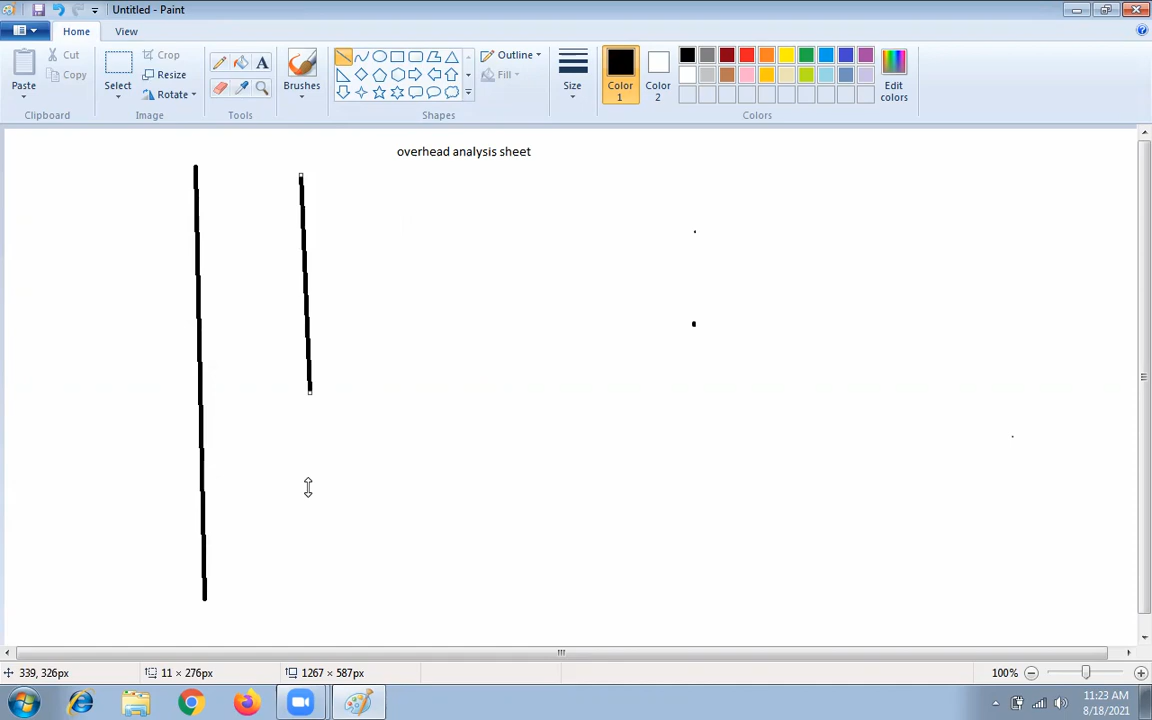 Untitled - Paint
Home
View
Paste
Cut
Copy
Clipboard
Select
Crop
Resize
Rotate
Image
A
Tools
Brushes
Outline
Fill
Shapes
Size
Color 1
Color 2
Edit colors
Colors
overhead analysis sheet
339, 326px
11 × 276px
1267 × 587px
100%
11:23 AM
8/18/2021